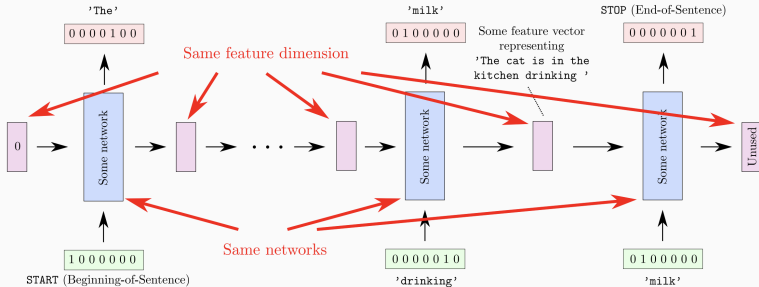 'The'
0 0 0 0 1 0 0
'milk'
0 1 0 0 0 0 0
STOP (End-of-Sentence)
0 0 0 0 0 0 1
Same feature dimension
Some feature vector
representing
'The cat is in the
kitchen drinking '
0
Some network
Some network
Some network
Unused
Same networks
1 0 0 0 0 0 0
START (Beginning-of-Sentence)
0 0 0 0 0 1 0
'drinking'
0 1 0 0 0 0 0
'milk'